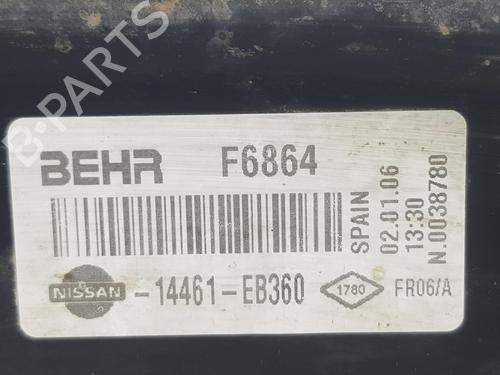 B-PARTS
BEHR F6864
SPAIN
02.01.06
13:30
N.0038780
NISSAN -14461-EB360 1780 FR06/A